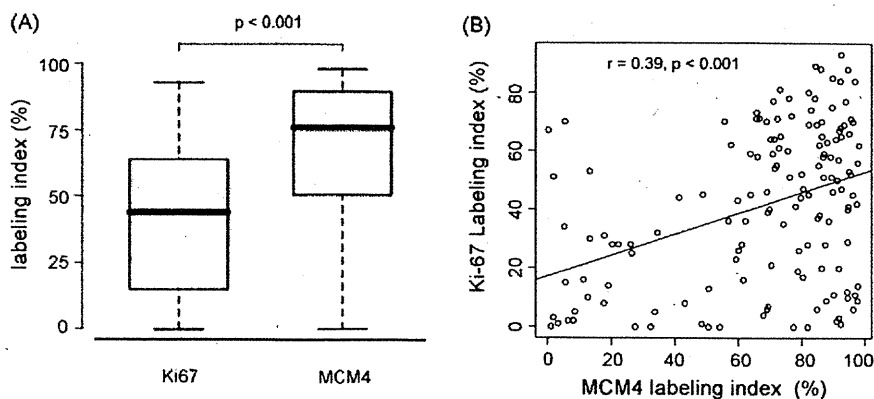 (A)
p < 0.001
labeling index (%)
100
75
50
25
0
Ki67
MCM4
(B)
r = 0.39, p < 0.001
Ki-67 Labeling index (%)
80
60
40
20
0
0
20
40
60
80
100
MCM4 labeling index (%)